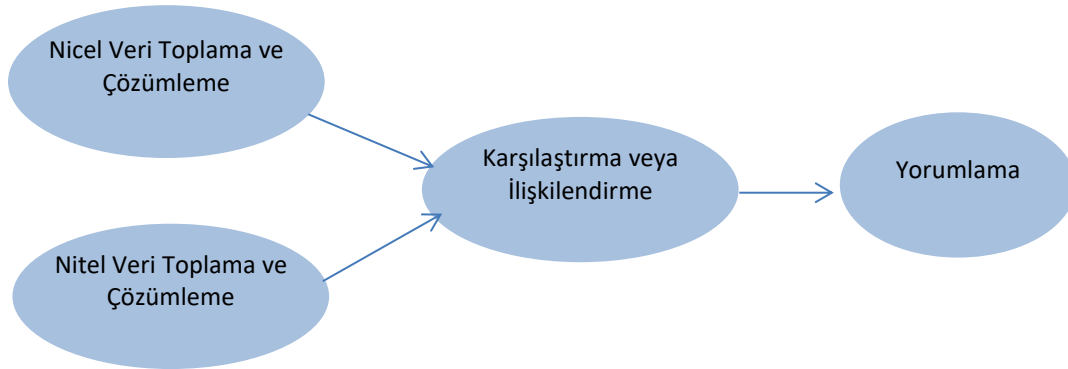 Nicel Veri Toplama ve
Çözümleme
Nitel Veri Toplama ve
Çözümleme
Karşılaştırma veya
İlişkilendirme
Yorumlama